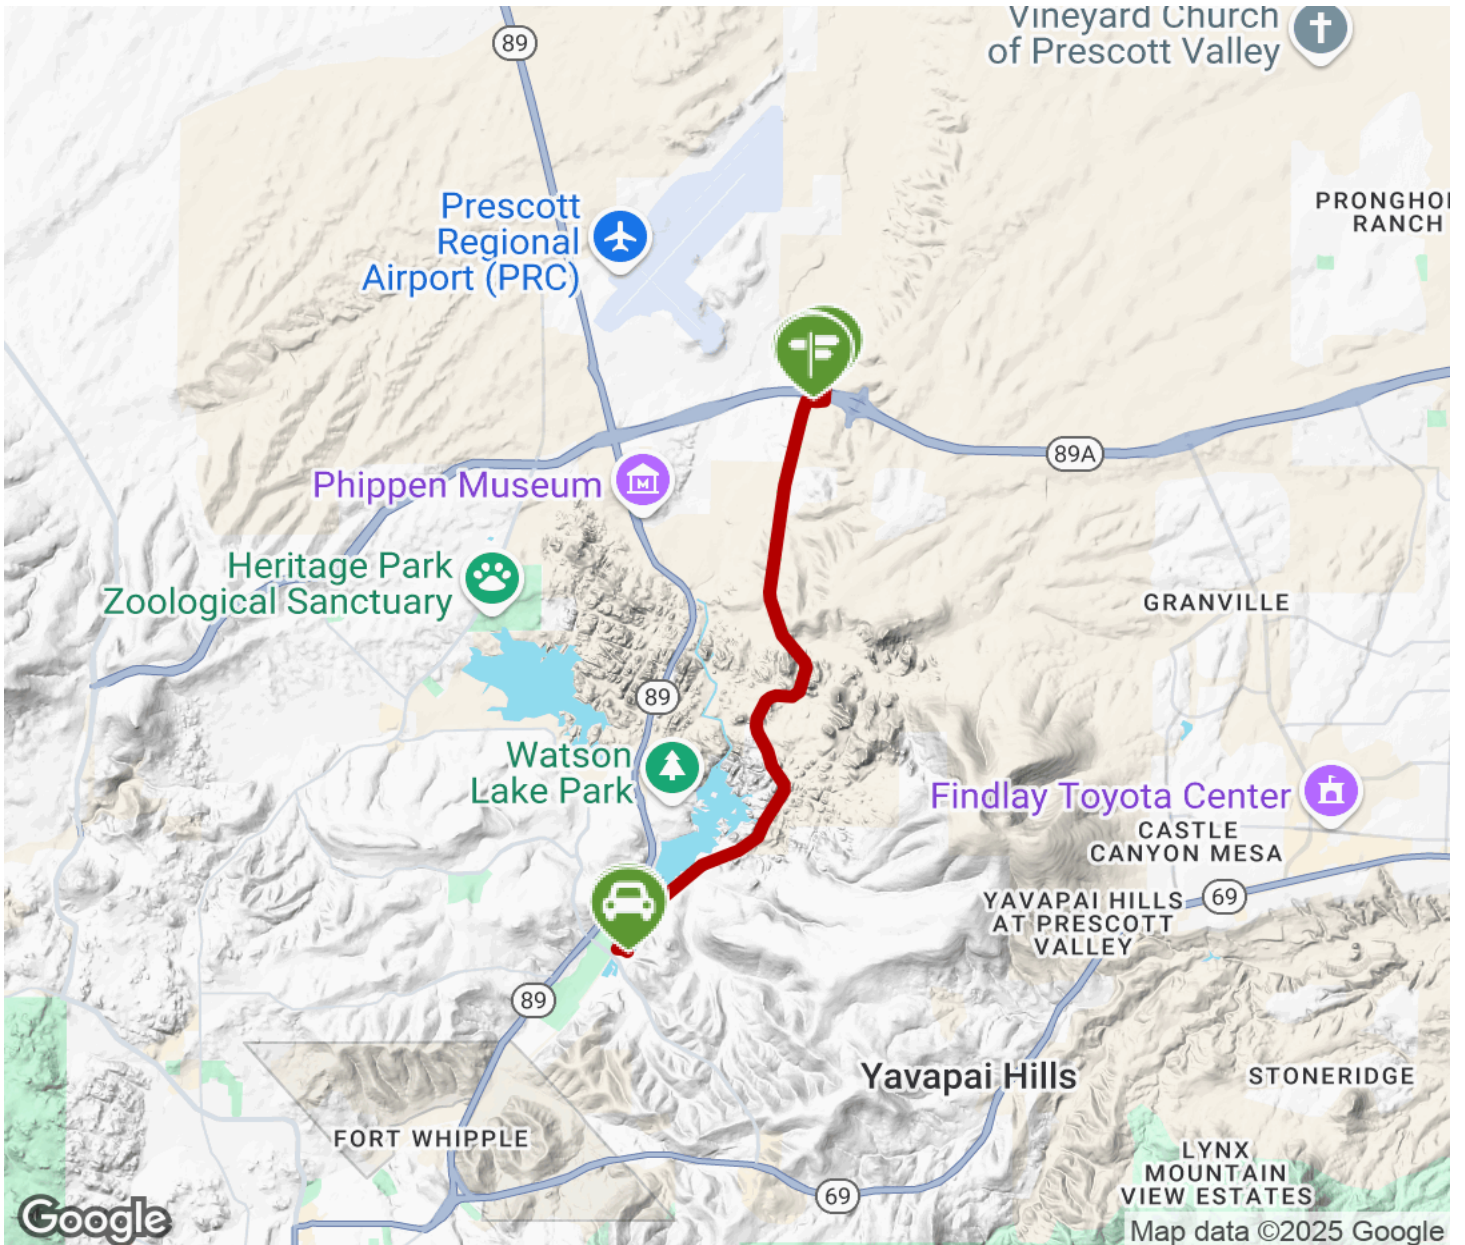 Vineyard Church
of Prescott Valley
89
Prescott
Regional
Airport (PRC)
PRONGHO
RANCH
89A
Phippen Museum
M
Heritage Park
Zoological Sanctuary
GRANVILLE
89
Watson
Lake Park
Findlay Toyota Center
CASTLE
CANYON MESA
YAVAPAI HILLS
AT PRESCOTT
VALLEY
69
89
Yavapai Hills
STONERIDGE
FORT WHIPPLE
LYNX
MOUNTAIN
VIEW ESTATES
69
Google
Map data ©2025 Google